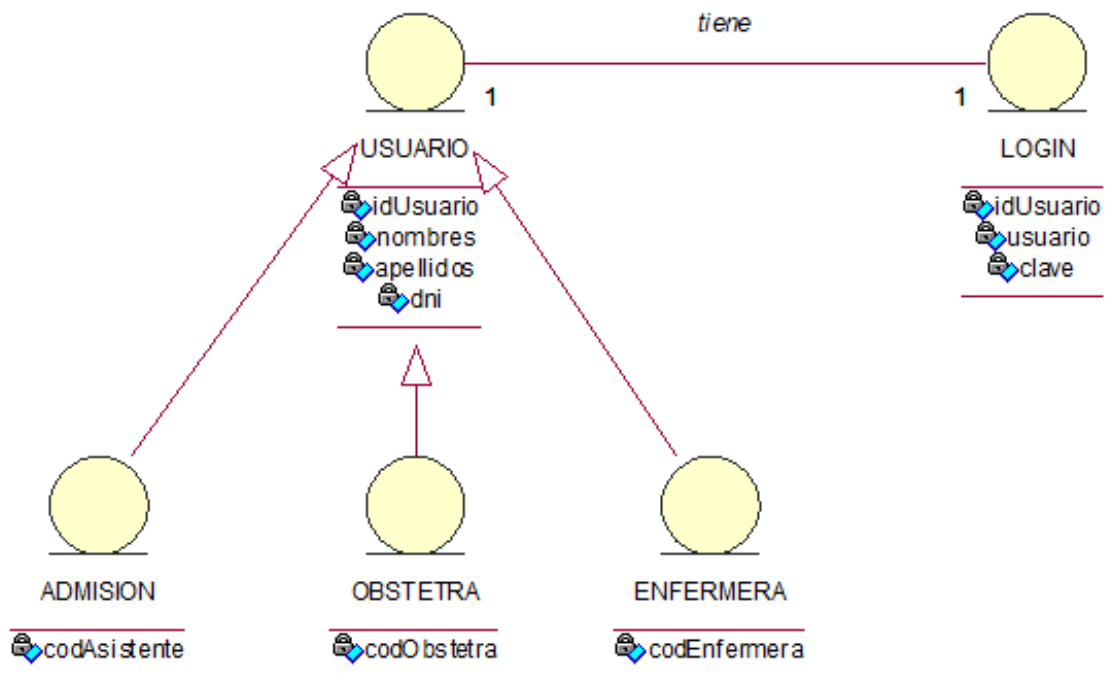 tiene
1
1
USUARIO
idUsuario
nombres
apellidos
dni
LOGIN
idUsuario
usuario
clave
ADMISION
codAsistente
OBSTETRA
codObstetra
ENFERMERA
codEnfermera